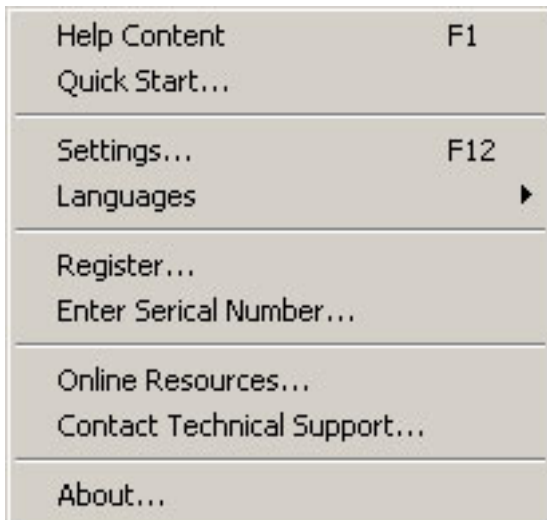 Help Content F1
Quick Start...
Settings... F12
Languages
Register...
Enter Serical Number...
Online Resources...
Contact Technical Support...
About...